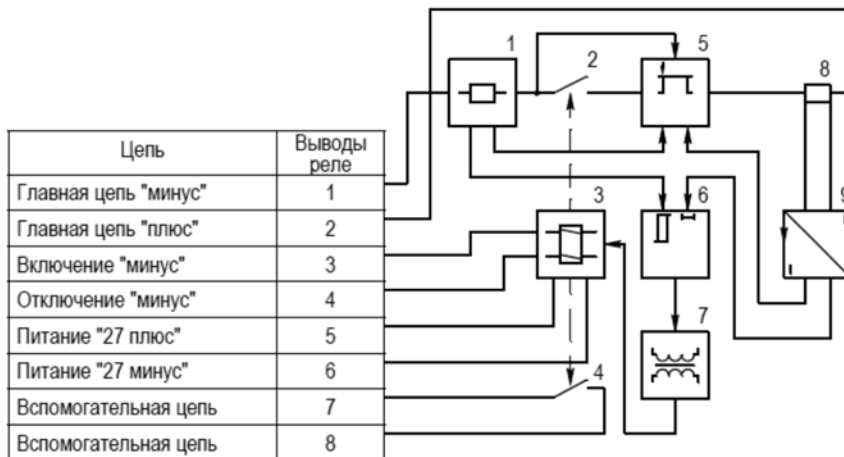 1
2
5
8
Цепь Выводы реле
Главная цепь "минус" 1
Главная цепь "плюс" 2
Включение "минус" 3
Отключение "минус" 4
Питание "27 плюс" 5
Питание "27 минус" 6
Вспомогательная цепь 7
Вспомогательная цепь 8
3
6
9
7
4